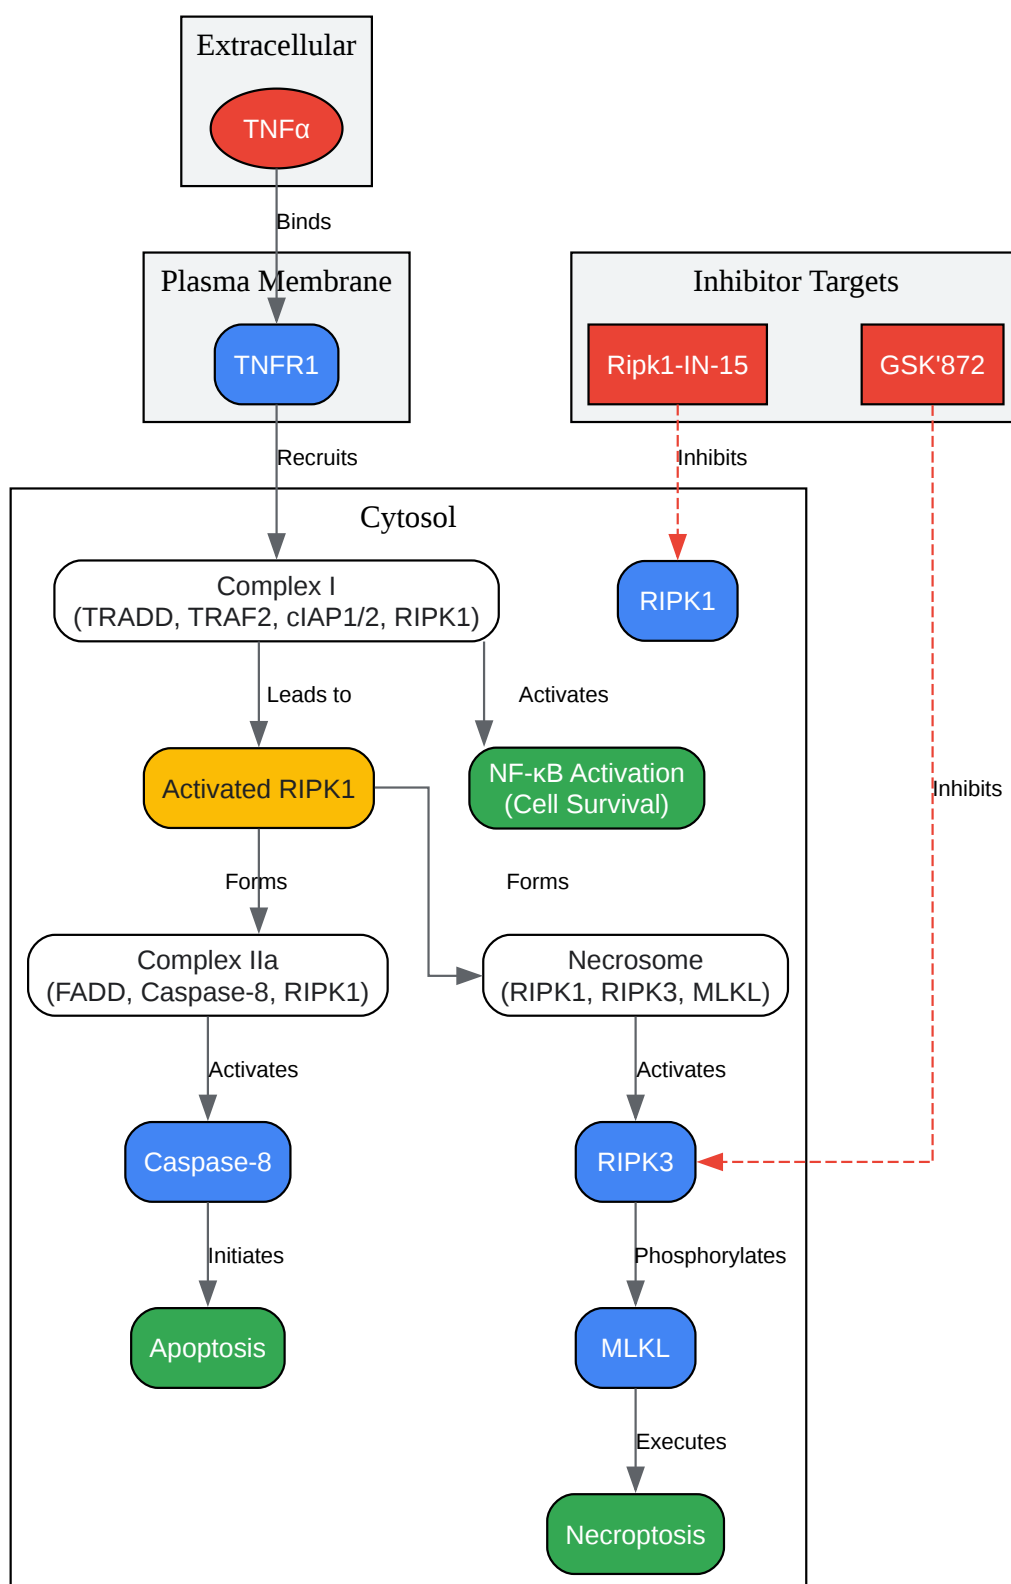 Extracellular
TNFα
Binds
Plasma Membrane
TNFR1
Inhibitor Targets
Ripk1-IN-15
GSK'872
Recruits
Inhibits
Cytosol
Complex I
(TRADD, TRAF2, cIAP1/2, RIPK1)
RIPK1
Leads to
Activates
Activated RIPK1
NF-κB Activation
(Cell Survival)
Inhibits
Forms
Forms
Complex IIa
(FADD, Caspase-8, RIPK1)
Necrosome
(RIPK1, RIPK3, MLKL)
Activates
Activates
Caspase-8
RIPK3
Initiates
Phosphorylates
Apoptosis
MLKL
Executes
Necroptosis